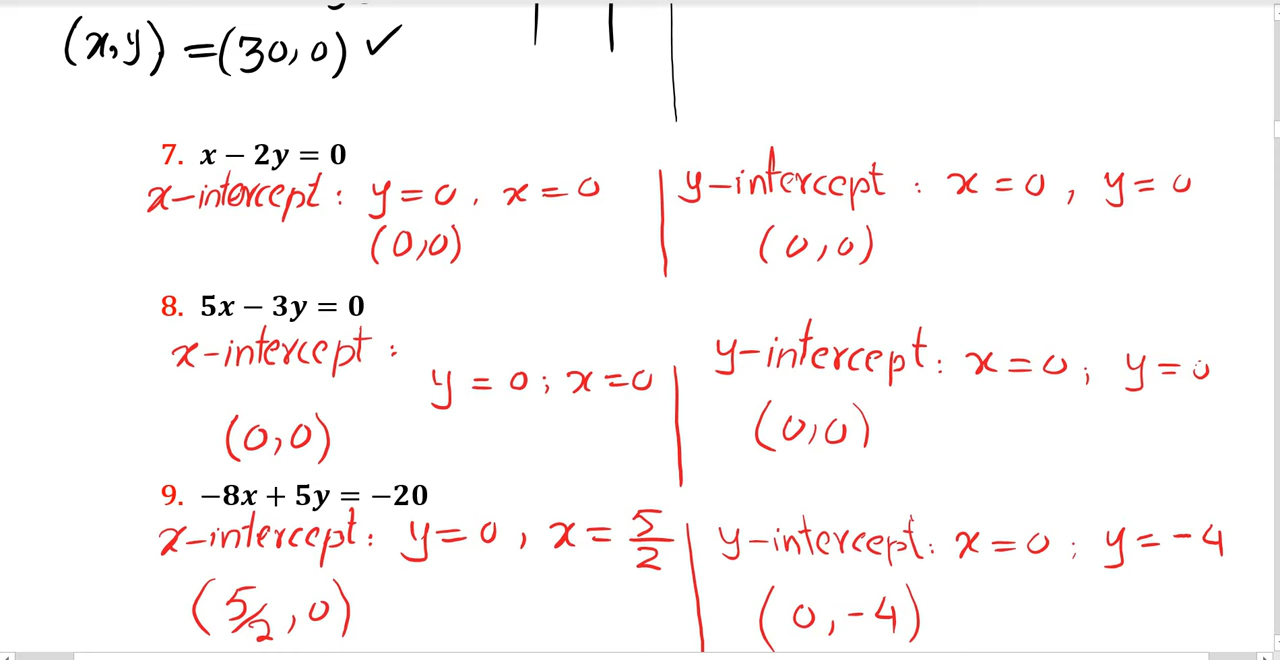 (x,y) = (30,0) ✓
7. x − 2y = 0
x-intercept: y=0, x=0 | y-intercept: x=0, y=0
(0,0) (0,0)
8. 5x − 3y = 0
x-intercept: y=0; x=0 | y-intercept: x=0; y=0
(0,0) (0,0)
9. −8x + 5y = −20
x-intercept: y=0, x=5/2 | y-intercept: x=0; y=-4
(5/2,0) (0,-4)